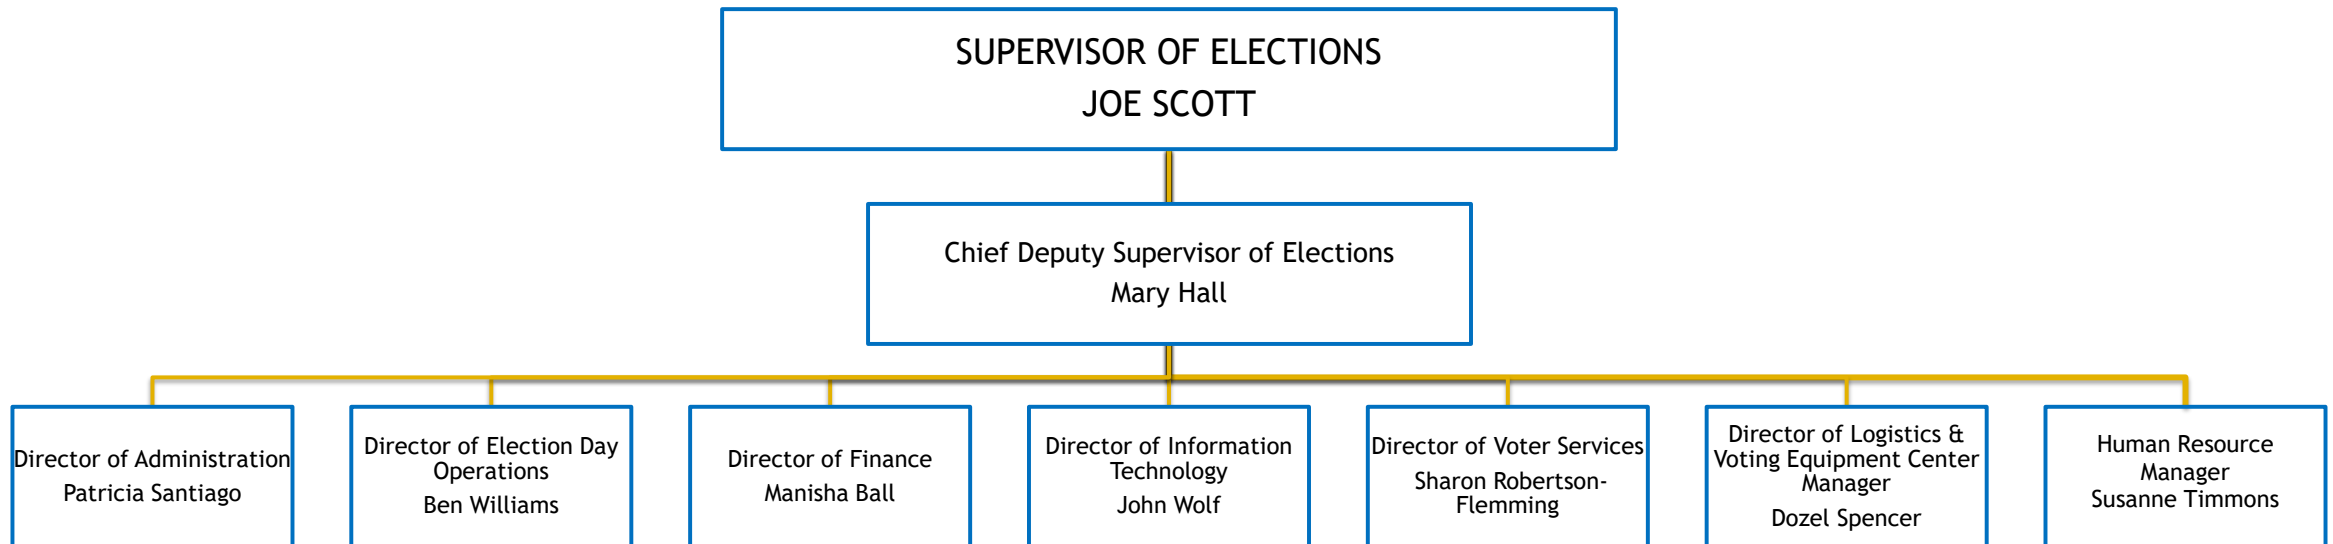 SUPERVISOR OF ELECTIONS
JOE SCOTT
Chief Deputy Supervisor of Elections
Mary Hall
Director of Administration
Patricia Santiago
Director of Election Day
Operations
Ben Williams
Director of Finance
Manisha Ball
Director of Information
Technology
John Wolf
Director of Voter Services
Sharon Robertson-
Flemming
Director of Logistics &
Voting Equipment Center
Manager
Dozel Spencer
Human Resource
Manager
Susanne Timmons